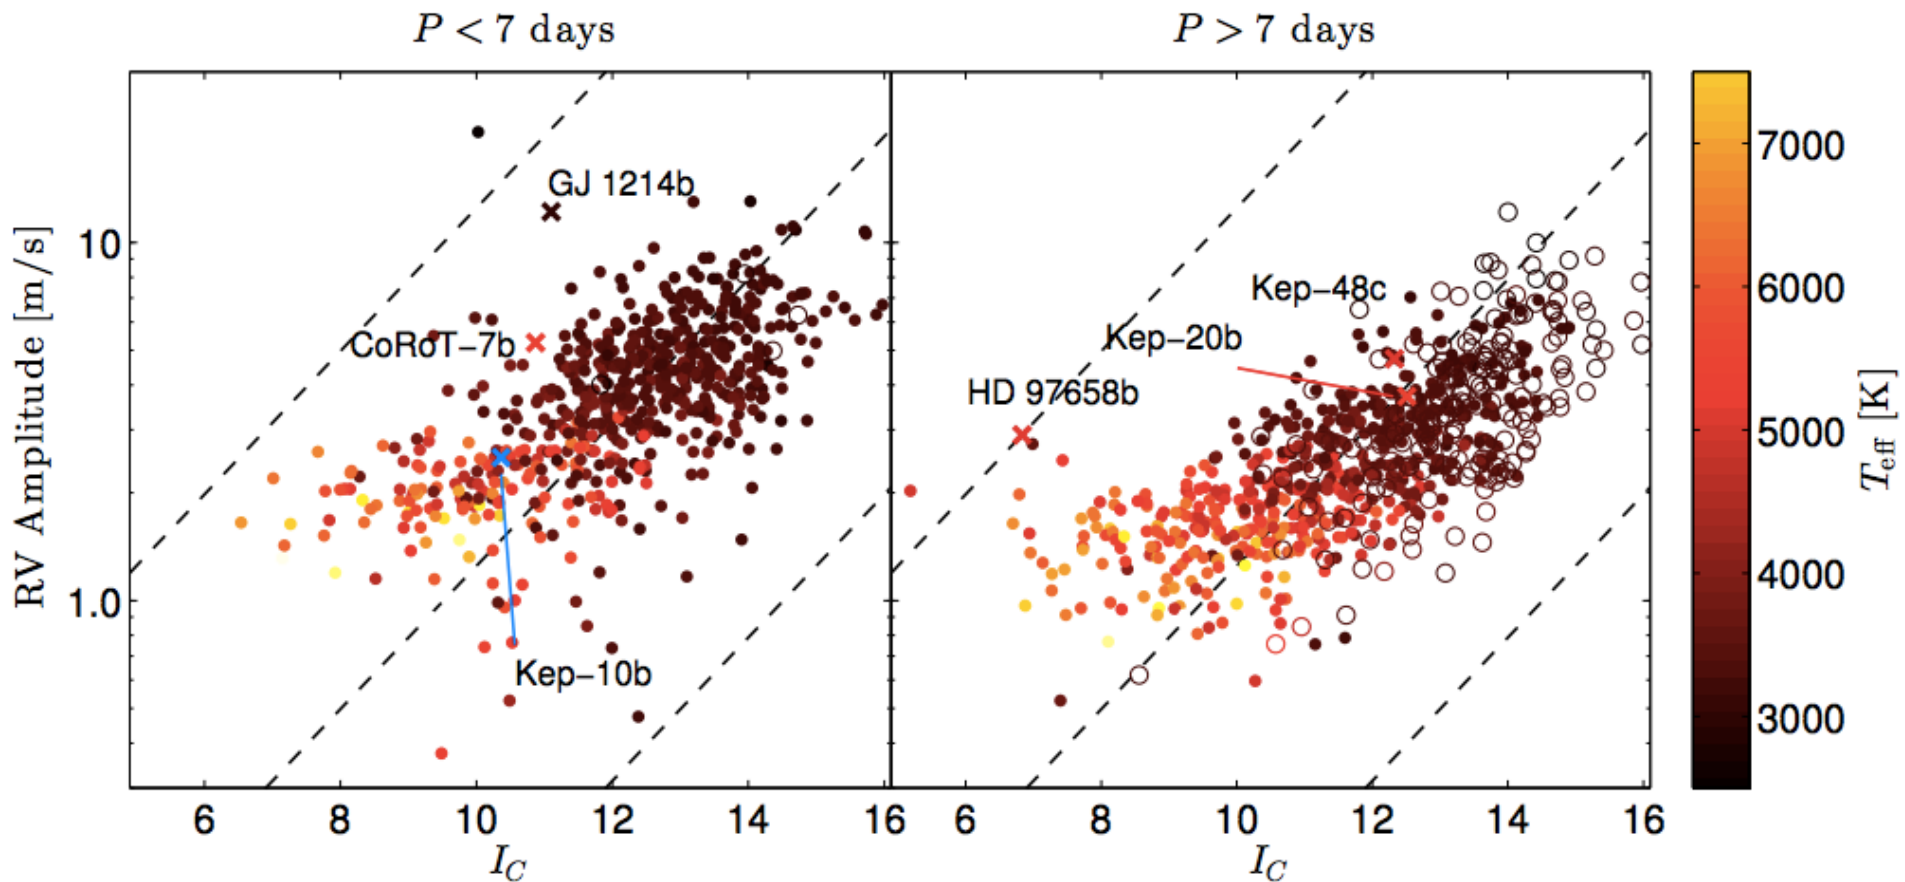 P < 7 days
P > 7 days
RV Amplitude [m/s]
10
1.0
GJ 1214b
CoRoT-7b
Kep-10b
Kep-48c
Kep-20b
HD 97658b
6 8 10 12 14 16
6 8 10 12 14 16
I_C
I_C
7000
6000
5000
4000
3000
T_eff [K]